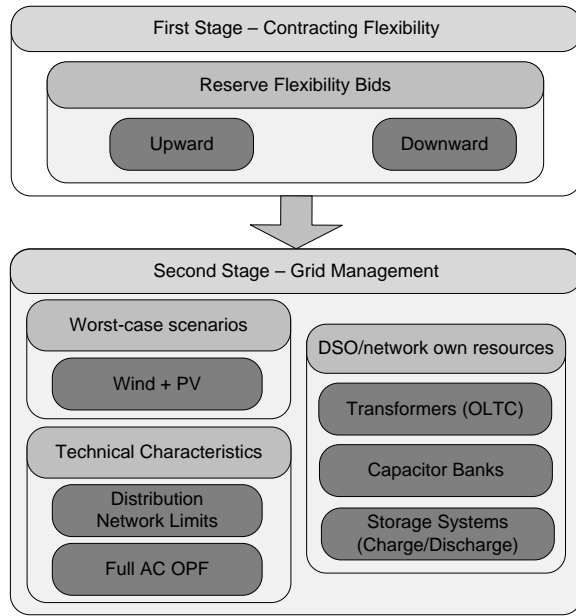 First Stage – Contracting Flexibility
Reserve Flexibility Bids
Upward
Downward
Second Stage – Grid Management
Worst-case scenarios
Wind + PV
Technical Characteristics
Distribution
Network Limits
Full AC OPF
DSO/network own resources
Transformers (OLTC)
Capacitor Banks
Storage Systems
(Charge/Discharge)